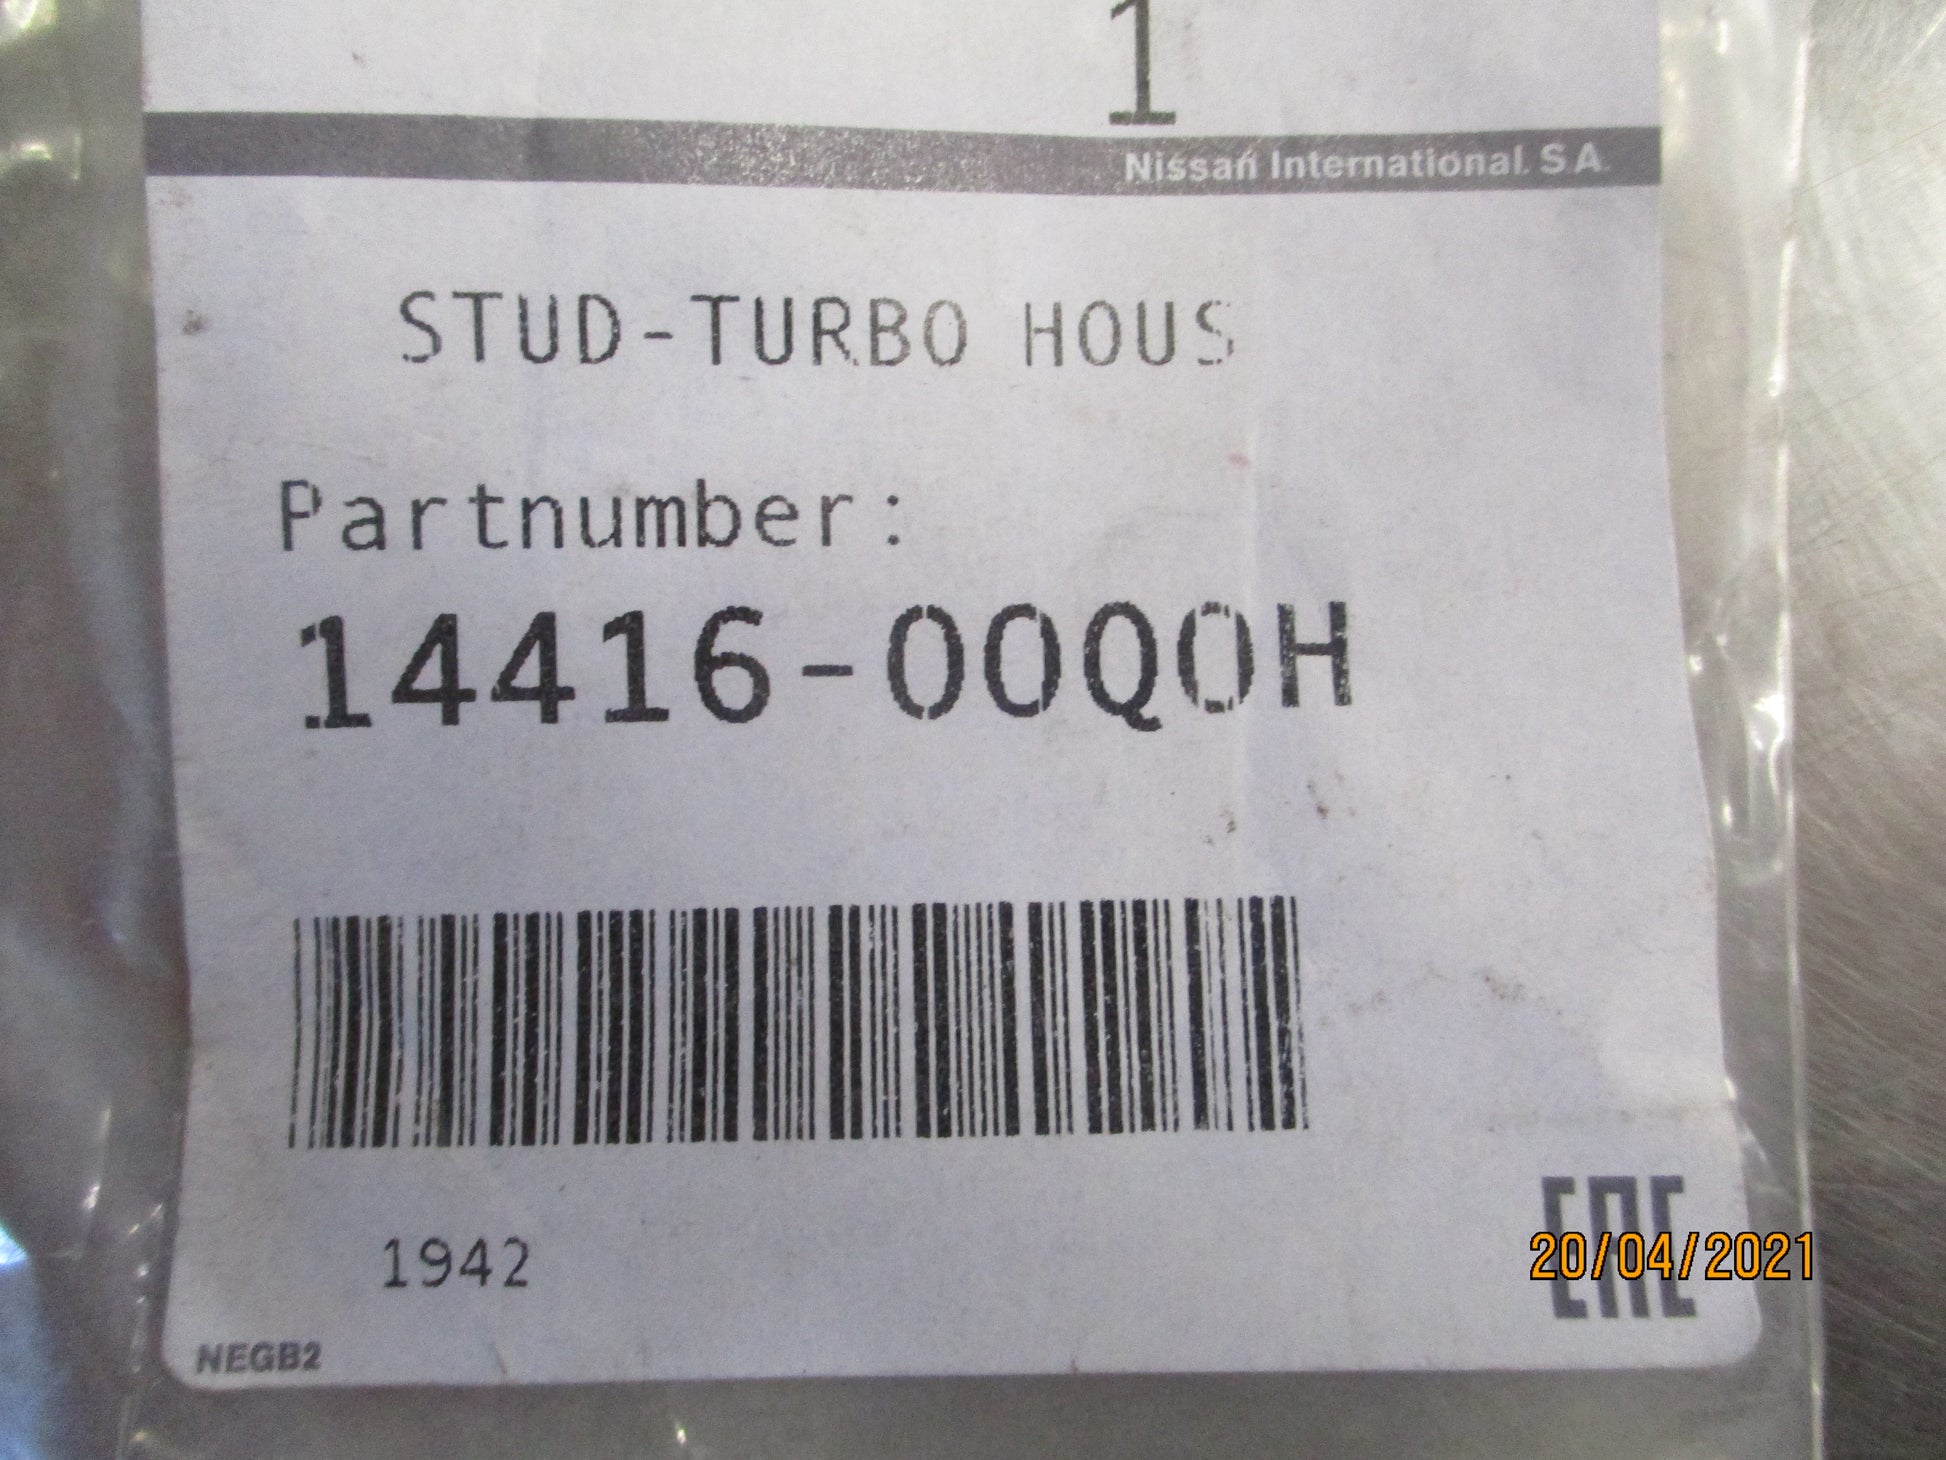 1
Nissan International. S.A.
STUD-TURBO HOUS
Partnumber:
14416-00Q0H
1942
20/04/2021
NEGB2
EAC